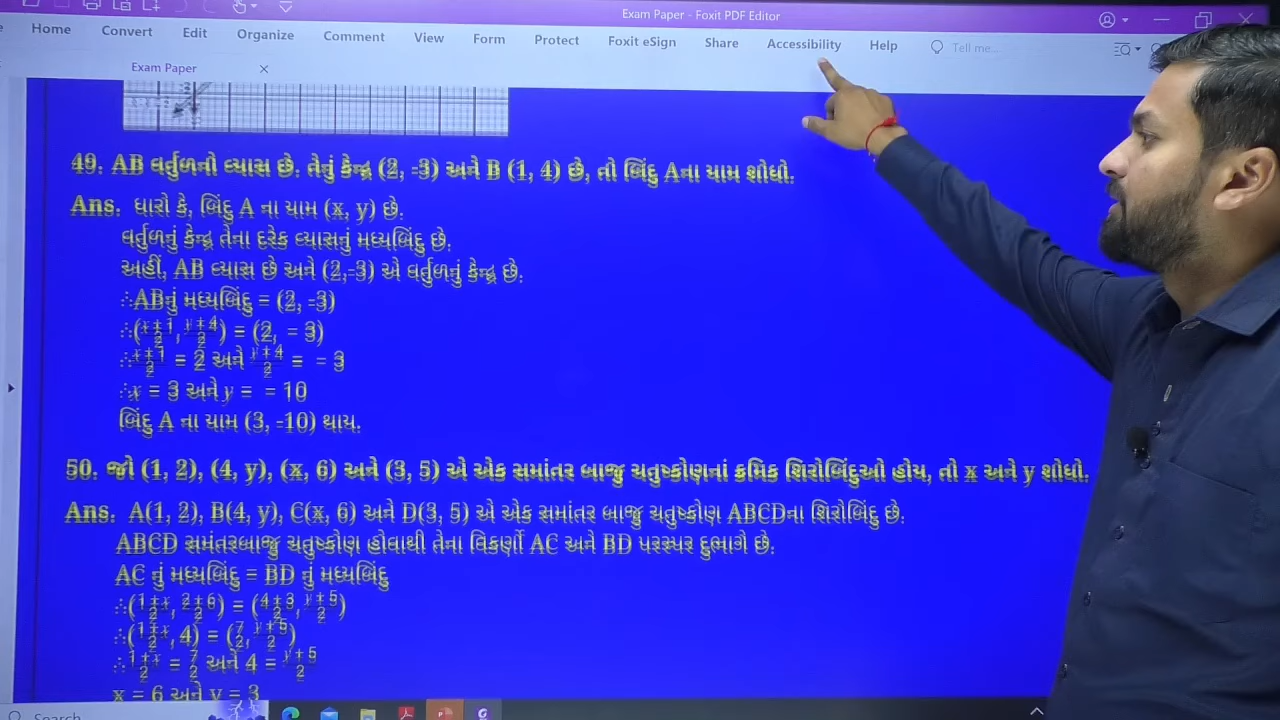 Exam Paper - Foxit PDF Editor
Home Convert Edit Organize Comment View Form Protect Foxit eSign Share Accessibility Help Tell me...
Exam Paper
49. AB વર્તુળનો વ્યાસ છે. તેનું કેન્દ્ર (2, -3) અને B (1, 4) છે, તો બિંદુ Aના યામ શોધો.
Ans. ધારો કે, બિંદુ A ના યામ (x, y) છે.
વર્તુળનું કેન્દ્ર તેના દરેક વ્યાસનું મધ્યબિંદુ છે.
અહીં, AB વ્યાસ છે અને (2,-3) એ વર્તુળનું કેન્દ્ર છે.
∴ABનું મધ્યબિંદુ = (2, -3)
∴(x+1/2, y+4/2) = (2, - 3)
∴x+1/2 = 2 અને y+4/2 = - 3
∴x = 3 અને y = - 10
બિંદુ A ના યામ (3, -10) થાય.
50. જો (1, 2), (4, y), (x, 6) અને (3, 5) એ એક સમાંતર બાજુ ચતુષ્કોણનાં ક્રમિક શિરોબિંદુઓ હોય, તો x અને y શોધો.
Ans. A(1, 2), B(4, y), C(x, 6) અને D(3, 5) એ એક સમાંતર બાજુ ચતુષ્કોણ ABCDના શિરોબિંદુ છે.
ABCD સમંતરબાજુ ચતુષ્કોણ હોવાથી તેના વિકર્ણો AC અને BD પરસ્પર દુભાગે છે.
AC નું મધ્યબિંદુ = BD નું મધ્યબિંદુ
∴(1+x/2, 2+6/2) = (4+3/2, y+5/2)
∴(1+x/2, 4) = (7/2, y+5/2)
∴1+x/2 = 7/2 અને 4 = y+5/2
x = 6 અને y = 3
Search